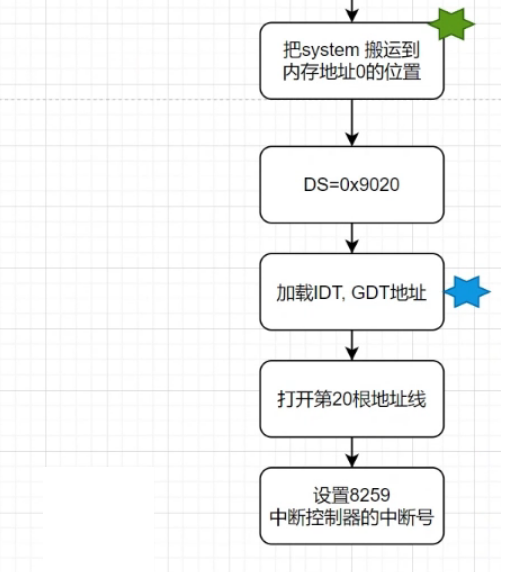 把system 搬运到
内存地址0的位置
DS=0x9020
加载IDT, GDT地址
打开第20根地址线
设置8259
中断控制器的中断号